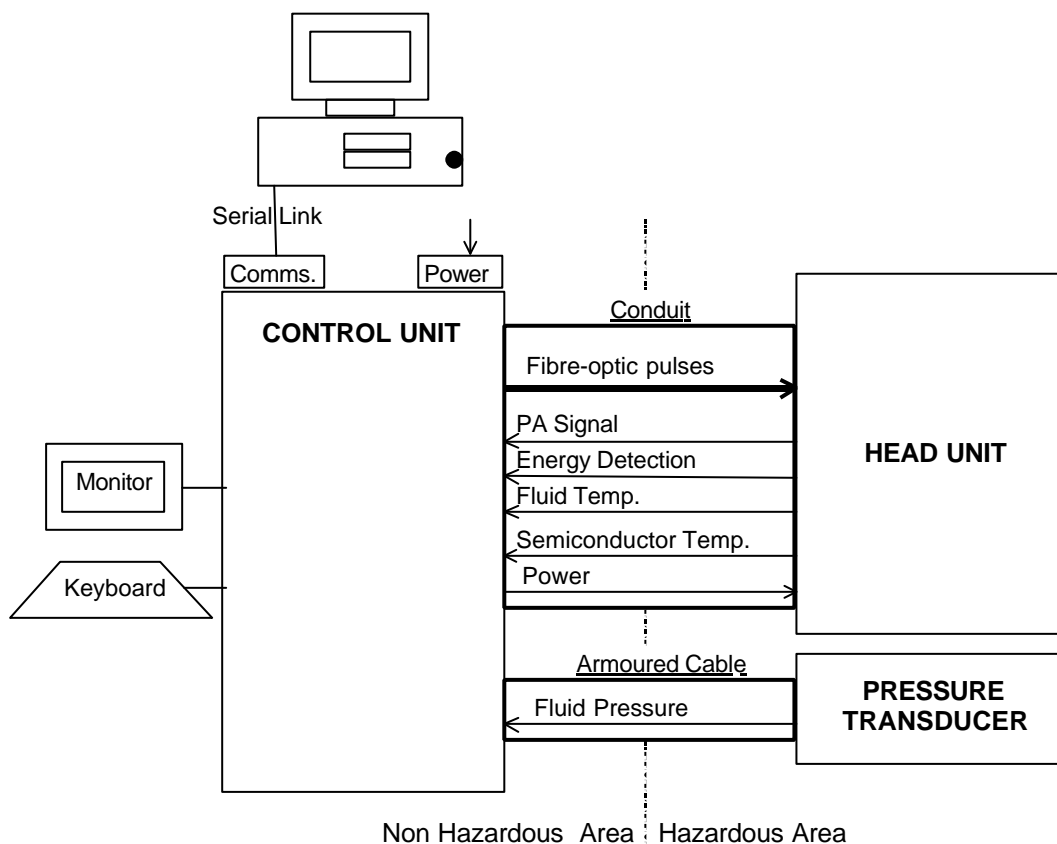 Serial Link
Comms.
Power
CONTROL UNIT
Conduit
Fibre-optic pulses
PA Signal
Energy Detection
Fluid Temp.
Semiconductor Temp.
Power
HEAD UNIT
Monitor
Keyboard
Armoured Cable
Fluid Pressure
PRESSURE
TRANSDUCER
Non Hazardous Area
Hazardous Area